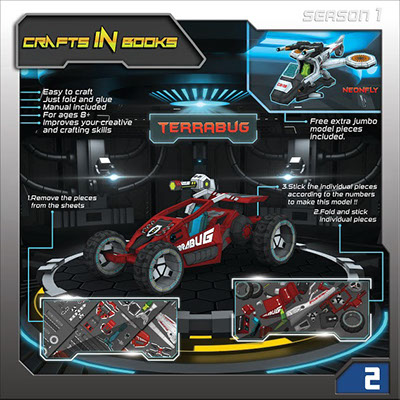 SEASON 1
CRAFTS IN BOOKS
Easy to craft
Just fold and glue
Manual included
For ages 8+
Improves your creative
and crafting skills
NEONFLY
Free extra jumbo
model pieces
included.
TERRABUG
1.Remove the pieces
from the sheets
3.Stick the individual pieces
according to the numbers
to make this model !!
2.Fold and stick
individual pieces
TERRABUG
2